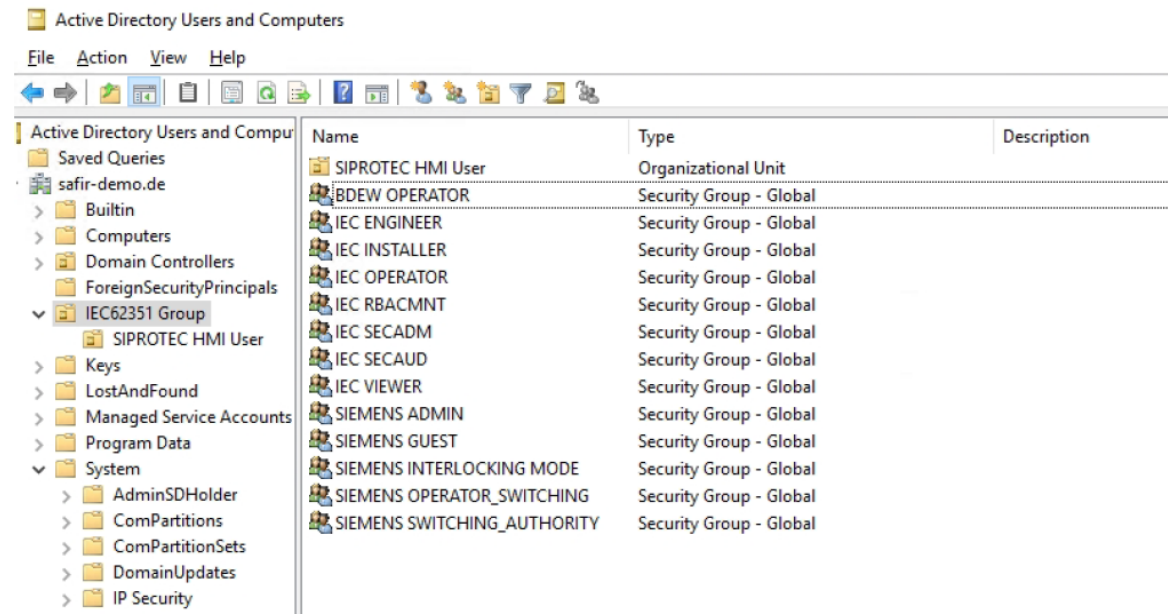 Active Directory Users and Computers
File Action View Help
Active Directory Users and Compu
Saved Queries
safir-demo.de
Builtin
Computers
Domain Controllers
ForeignSecurityPrincipals
IEC62351 Group
SIPROTEC HMI User
Keys
LostAndFound
Managed Service Accounts
Program Data
System
AdminSDHolder
ComPartitions
ComPartitionSets
DomainUpdates
IP Security
Name Type Description
SIPROTEC HMI User Organizational Unit
BDEW OPERATOR Security Group - Global
IEC ENGINEER Security Group - Global
IEC INSTALLER Security Group - Global
IEC OPERATOR Security Group - Global
IEC RBACMNT Security Group - Global
IEC SECADM Security Group - Global
IEC SECAUD Security Group - Global
IEC VIEWER Security Group - Global
SIEMENS ADMIN Security Group - Global
SIEMENS GUEST Security Group - Global
SIEMENS INTERLOCKING MODE Security Group - Global
SIEMENS OPERATOR_SWITCHING Security Group - Global
SIEMENS SWITCHING_AUTHORITY Security Group - Global